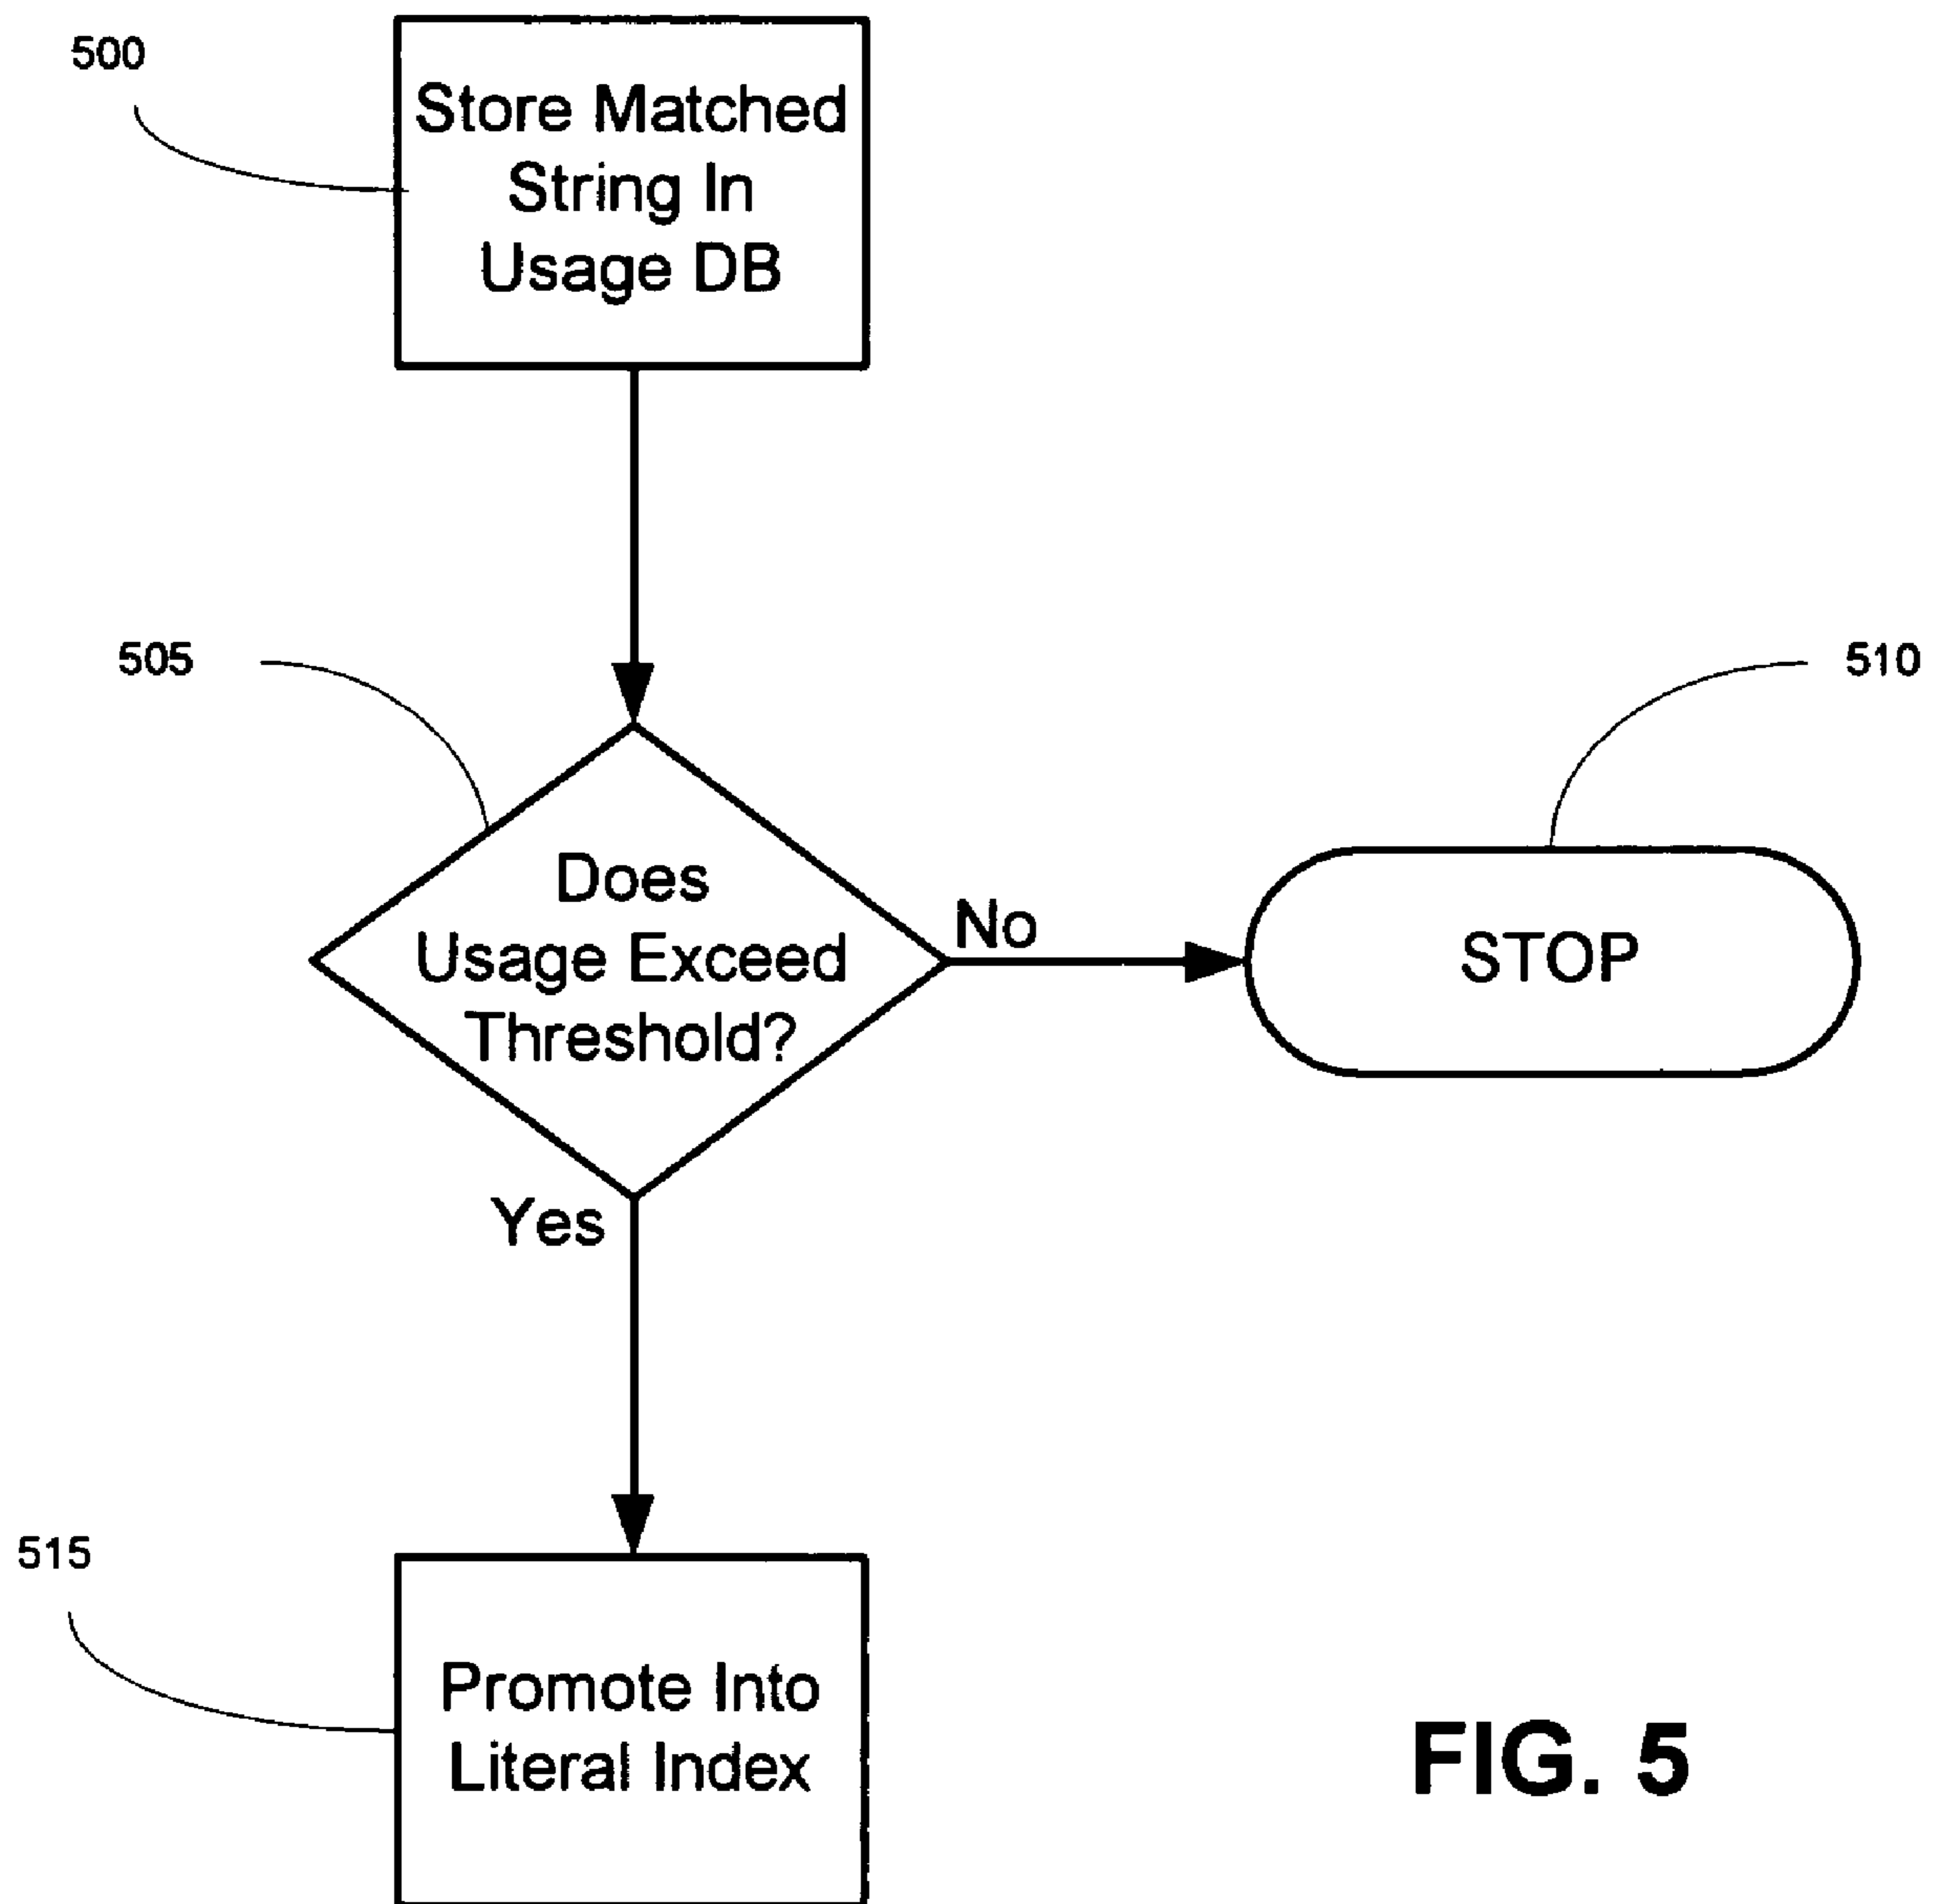 500
Store Matched
String In
Usage DB
505
510
Does
Usage Exceed
Threshold?
No
STOP
Yes
515
Promote Into
Literal Index
FIG. 5